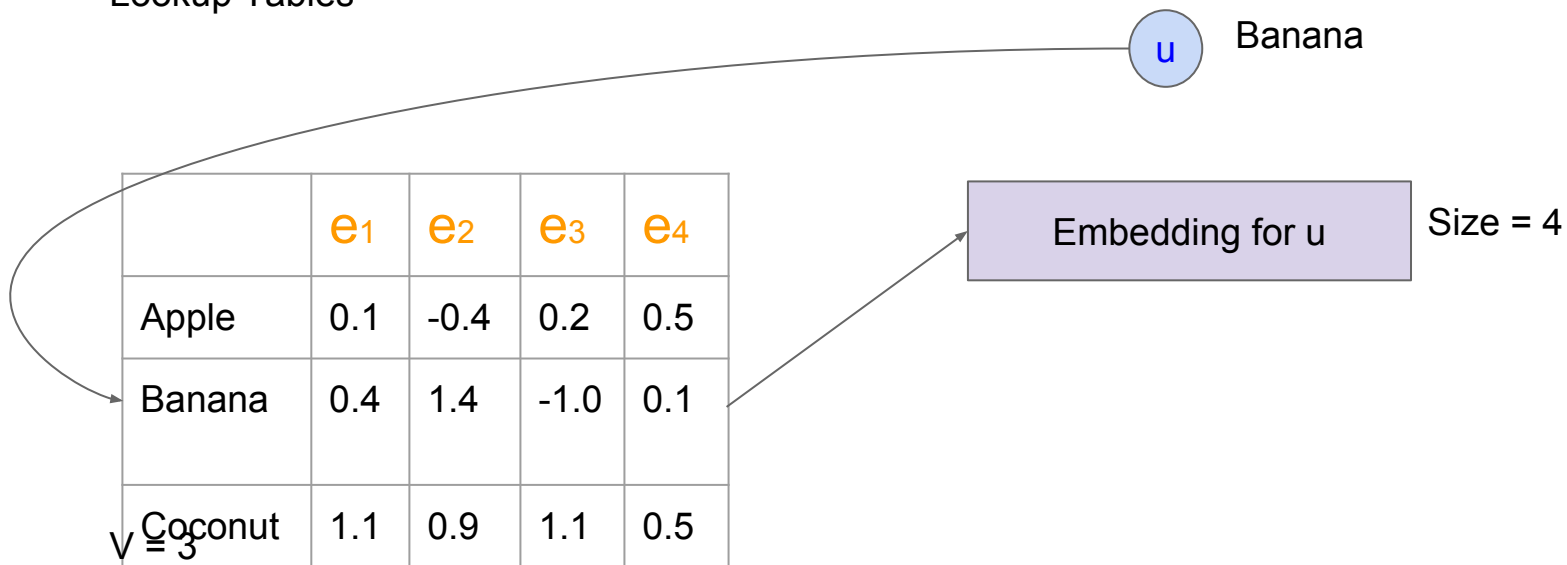 Lookup Tables
u Banana
e1 e2 e3 e4
Embedding for u Size = 4
Apple 0.1 -0.4 0.2 0.5
Banana 0.4 1.4 -1.0 0.1
Coconut 1.1 0.9 1.1 0.5
V = 3